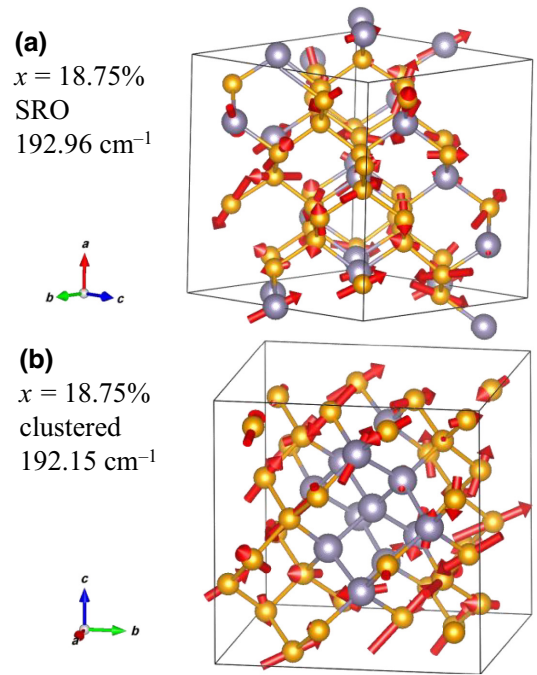 (a)
x = 18.75%
SRO
192.96 cm⁻¹
a
b
c
(b)
x = 18.75%
clustered
192.15 cm⁻¹
c
a
b